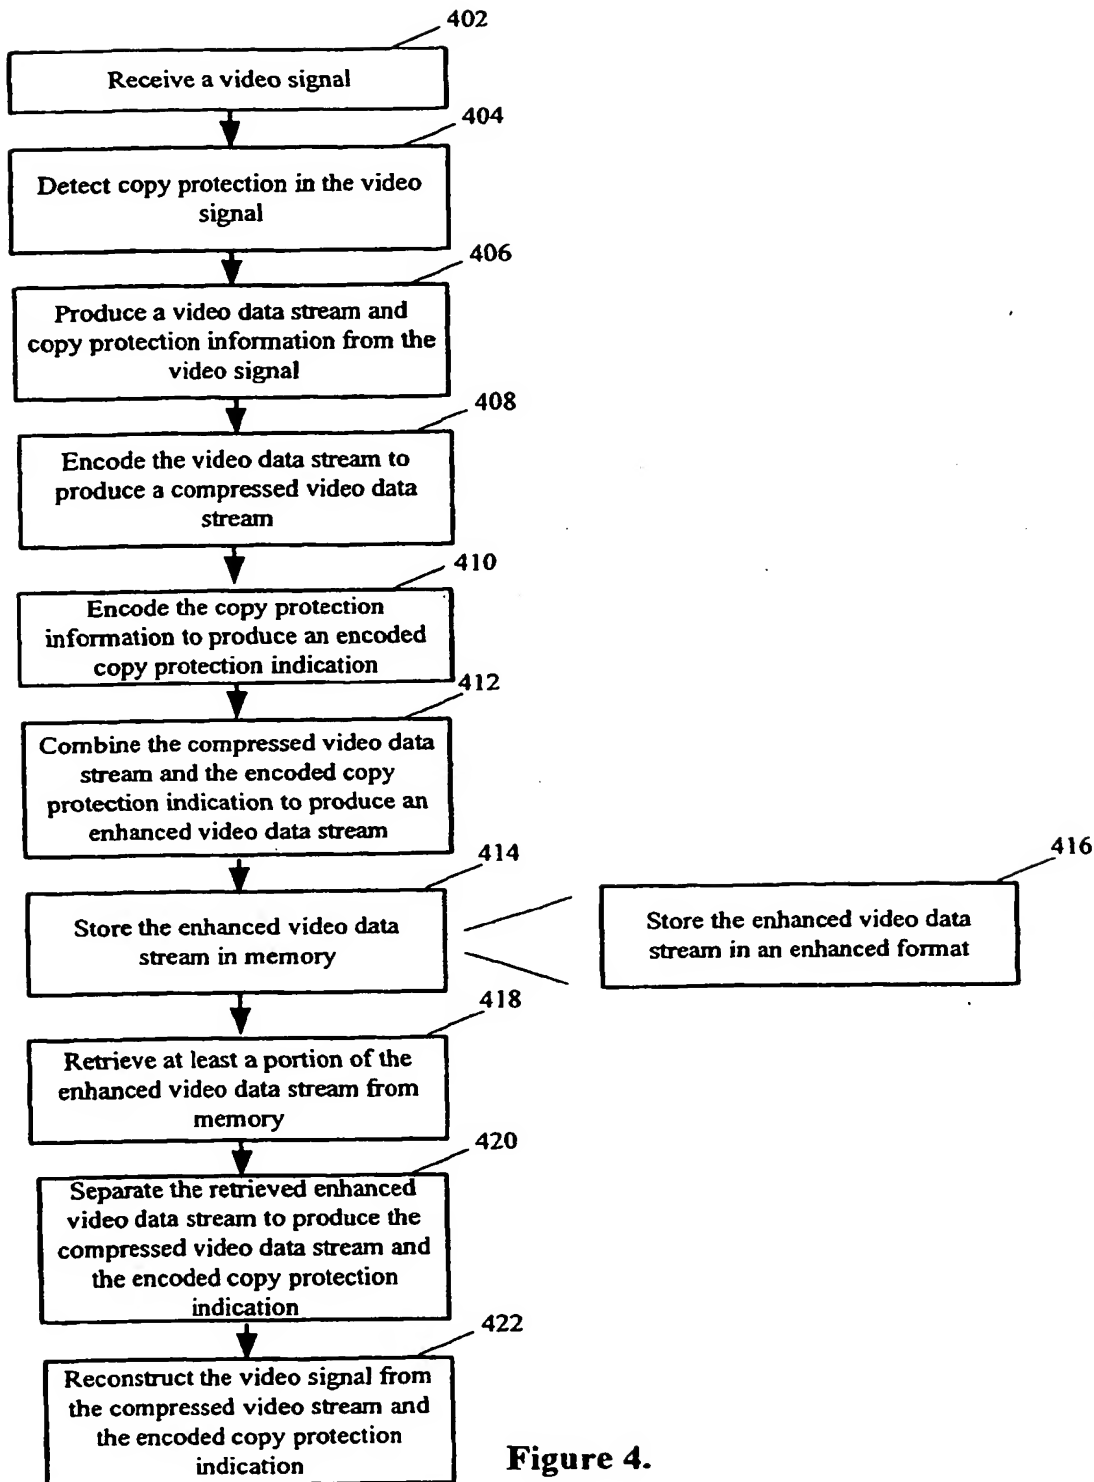 402
Receive a video signal
404
Detect copy protection in the video
signal
406
Produce a video data stream and
copy protection information from the
video signal
408
Encode the video data stream to
produce a compressed video data
stream
410
Encode the copy protection
information to produce an encoded
copy protection indication
412
Combine the compressed video data
stream and the encoded copy
protection indication to produce an
enhanced video data stream
414
Store the enhanced video data
stream in memory
416
Store the enhanced video data
stream in an enhanced format
418
Retrieve at least a portion of the
enhanced video data stream from
memory
420
Separate the retrieved enhanced
video data stream to produce the
compressed video data stream and
the encoded copy protection
indication
422
Reconstruct the video signal from
the compressed video stream and
the encoded copy protection
indication
Figure 4.